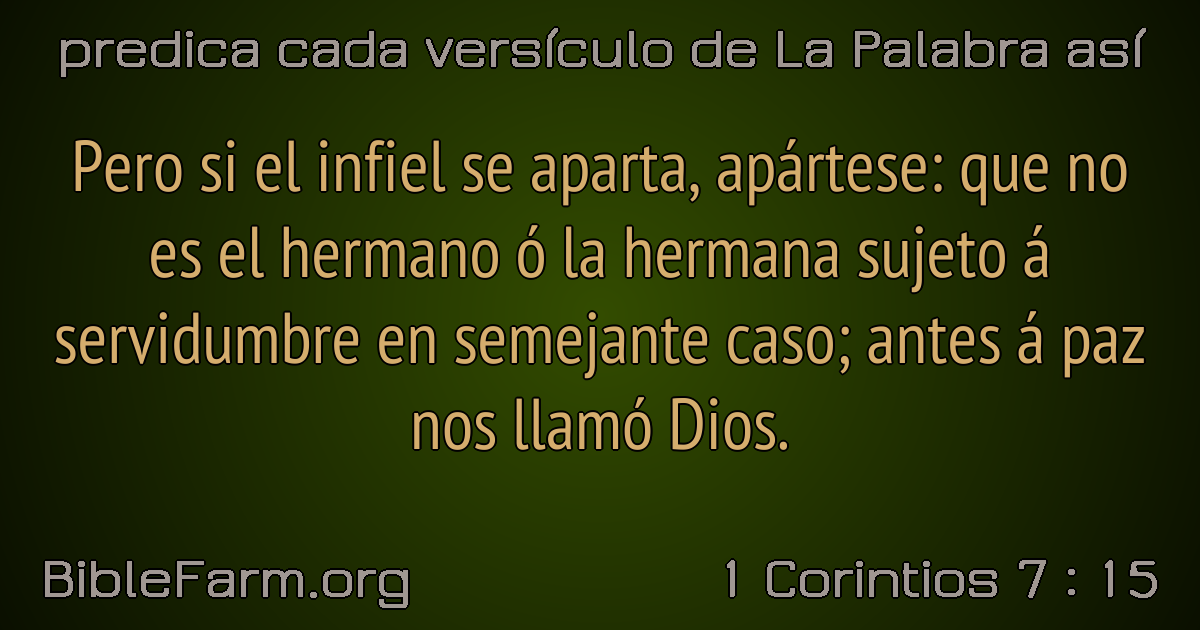 predica cada versículo de La Palabra así
Pero si el infiel se aparta, apártese: que no
es el hermano ó la hermana sujeto á
servidumbre en semejante caso; antes á paz
nos llamó Dios.
BibleFarm.org
1 Corintios 7 : 15